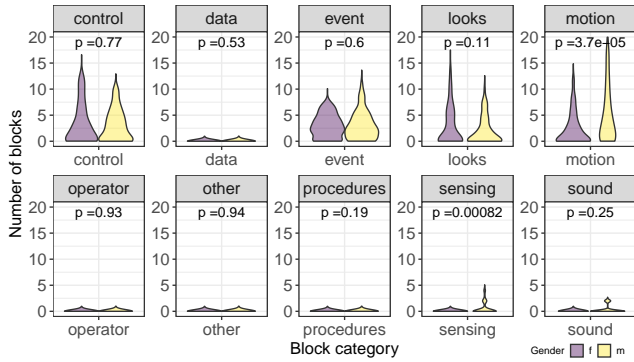 control data event looks motion
p =0.77 p =0.53 p =0.6 p =0.11 p =3.7e−05
20
15
10
5
0
control data event looks motion
operator other procedures sensing sound
p =0.93 p =0.94 p =0.19 p =0.00082 p =0.25
20
15
10
5
0
operator other procedures sensing sound
Number of blocks
Block category
Gender f m